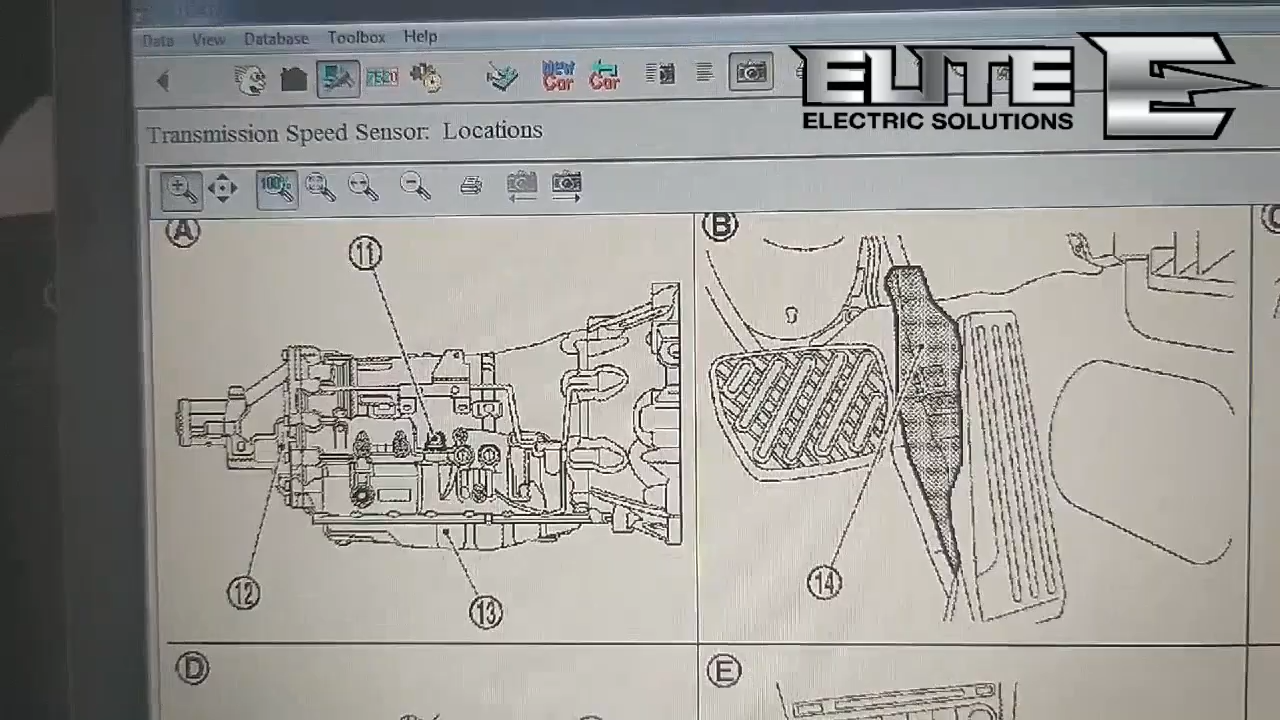 Data View Database Toolbox Help
NEW Car Car
ELITE E
ELECTRIC SOLUTIONS
Transmission Speed Sensor: Locations
100%
A
B
11
12
13
14
D
E